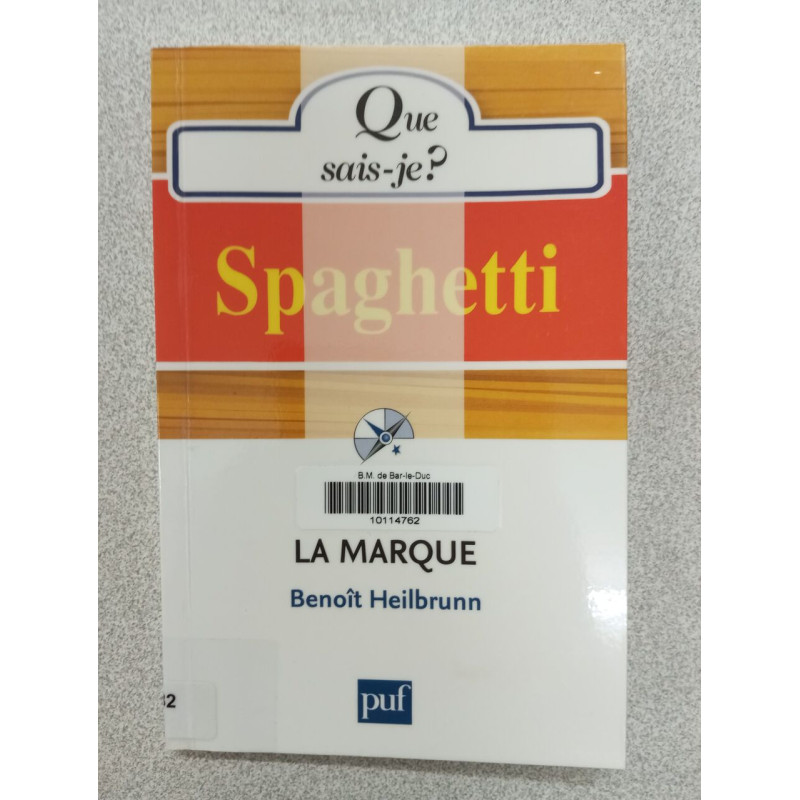 Que
sais-je?
Spaghetti
B.M. de Bar-le-Duc
10114762
LA MARQUE
Benoît Heilbrunn
puf